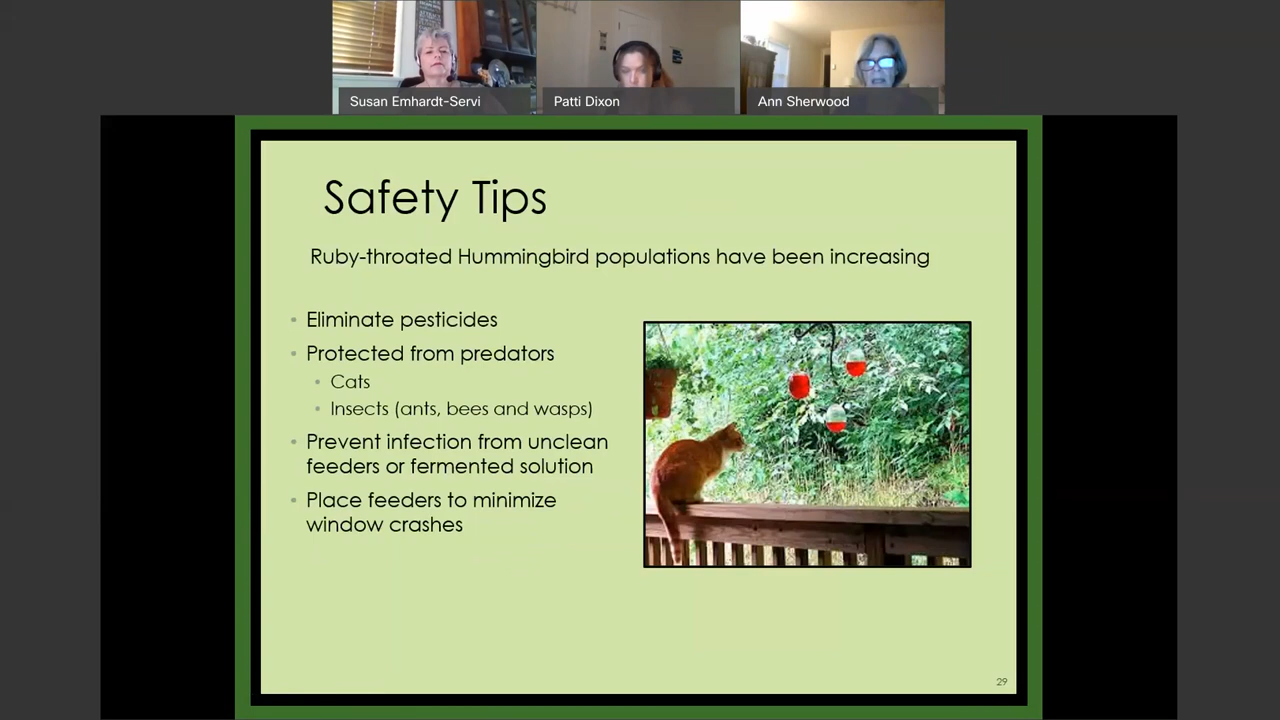 Susan Emhardt-Servi
Patti Dixon
Ann Sherwood
Safety Tips
Ruby-throated Hummingbird populations have been increasing
• Eliminate pesticides
• Protected from predators
• Cats
• Insects (ants, bees and wasps)
• Prevent infection from unclean
feeders or fermented solution
• Place feeders to minimize
window crashes
29